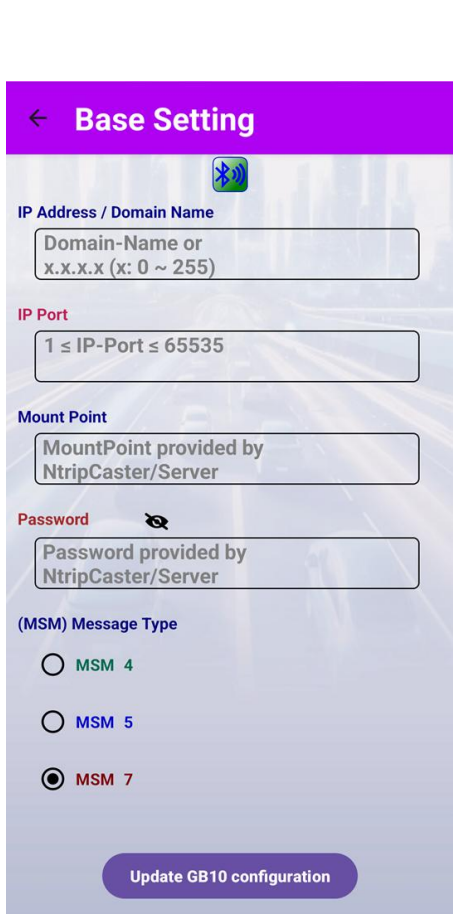 Base Setting
IP Address / Domain Name
Domain-Name or
x.x.x.x (x: 0 ~ 255)
IP Port
1 ≤ IP-Port ≤ 65535
Mount Point
MountPoint provided by
NtripCaster/Server
Password
Password provided by
NtripCaster/Server
(MSM) Message Type
MSM 4
MSM 5
MSM 7
Update GB10 configuration